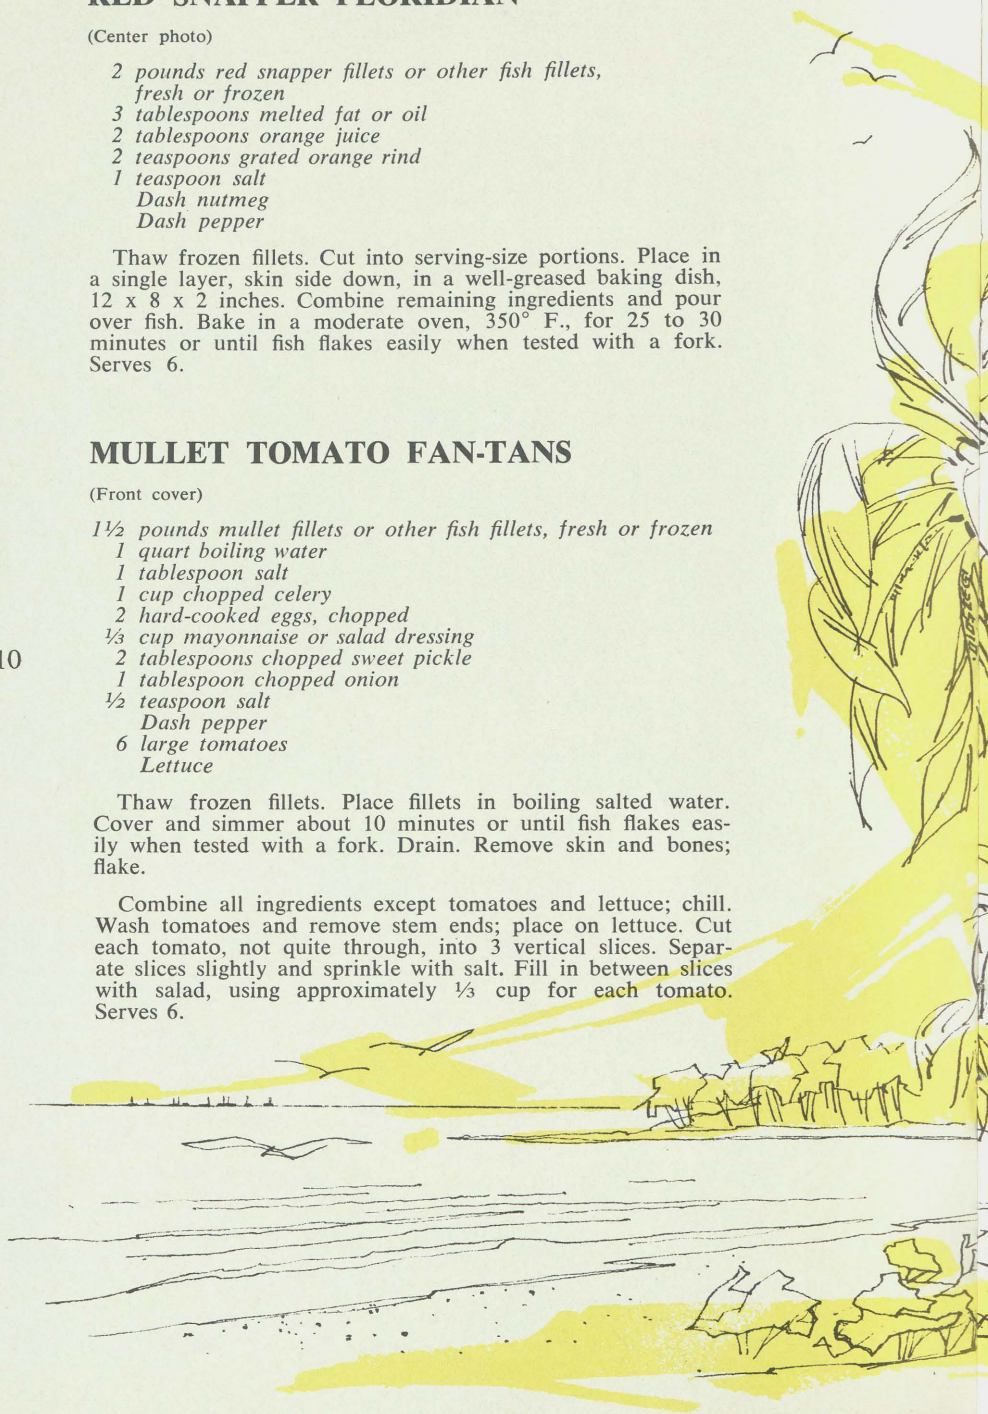 RED SNAPPER FLORIDIAN
(Center photo)
2 pounds red snapper fillets or other fish fillets,
fresh or frozen
3 tablespoons melted fat or oil
2 tablespoons orange juice
2 teaspoons grated orange rind
1 teaspoon salt
Dash nutmeg
Dash pepper
Thaw frozen fillets. Cut into serving-size portions. Place in
a single layer, skin side down, in a well-greased baking dish,
12 x 8 x 2 inches. Combine remaining ingredients and pour
over fish. Bake in a moderate oven, 350° F., for 25 to 30
minutes or until fish flakes easily when tested with a fork.
Serves 6.
MULLET TOMATO FAN-TANS
(Front cover)
1½ pounds mullet fillets or other fish fillets, fresh or frozen
1 quart boiling water
1 tablespoon salt
1 cup chopped celery
2 hard-cooked eggs, chopped
⅓ cup mayonnaise or salad dressing
2 tablespoons chopped sweet pickle
1 tablespoon chopped onion
½ teaspoon salt
Dash pepper
6 large tomatoes
Lettuce
10
Thaw frozen fillets. Place fillets in boiling salted water.
Cover and simmer about 10 minutes or until fish flakes eas-
ily when tested with a fork. Drain. Remove skin and bones;
flake.
Combine all ingredients except tomatoes and lettuce; chill.
Wash tomatoes and remove stem ends; place on lettuce. Cut
each tomato, not quite through, into 3 vertical slices. Separ-
ate slices slightly and sprinkle with salt. Fill in between slices
with salad, using approximately ⅓ cup for each tomato.
Serves 6.